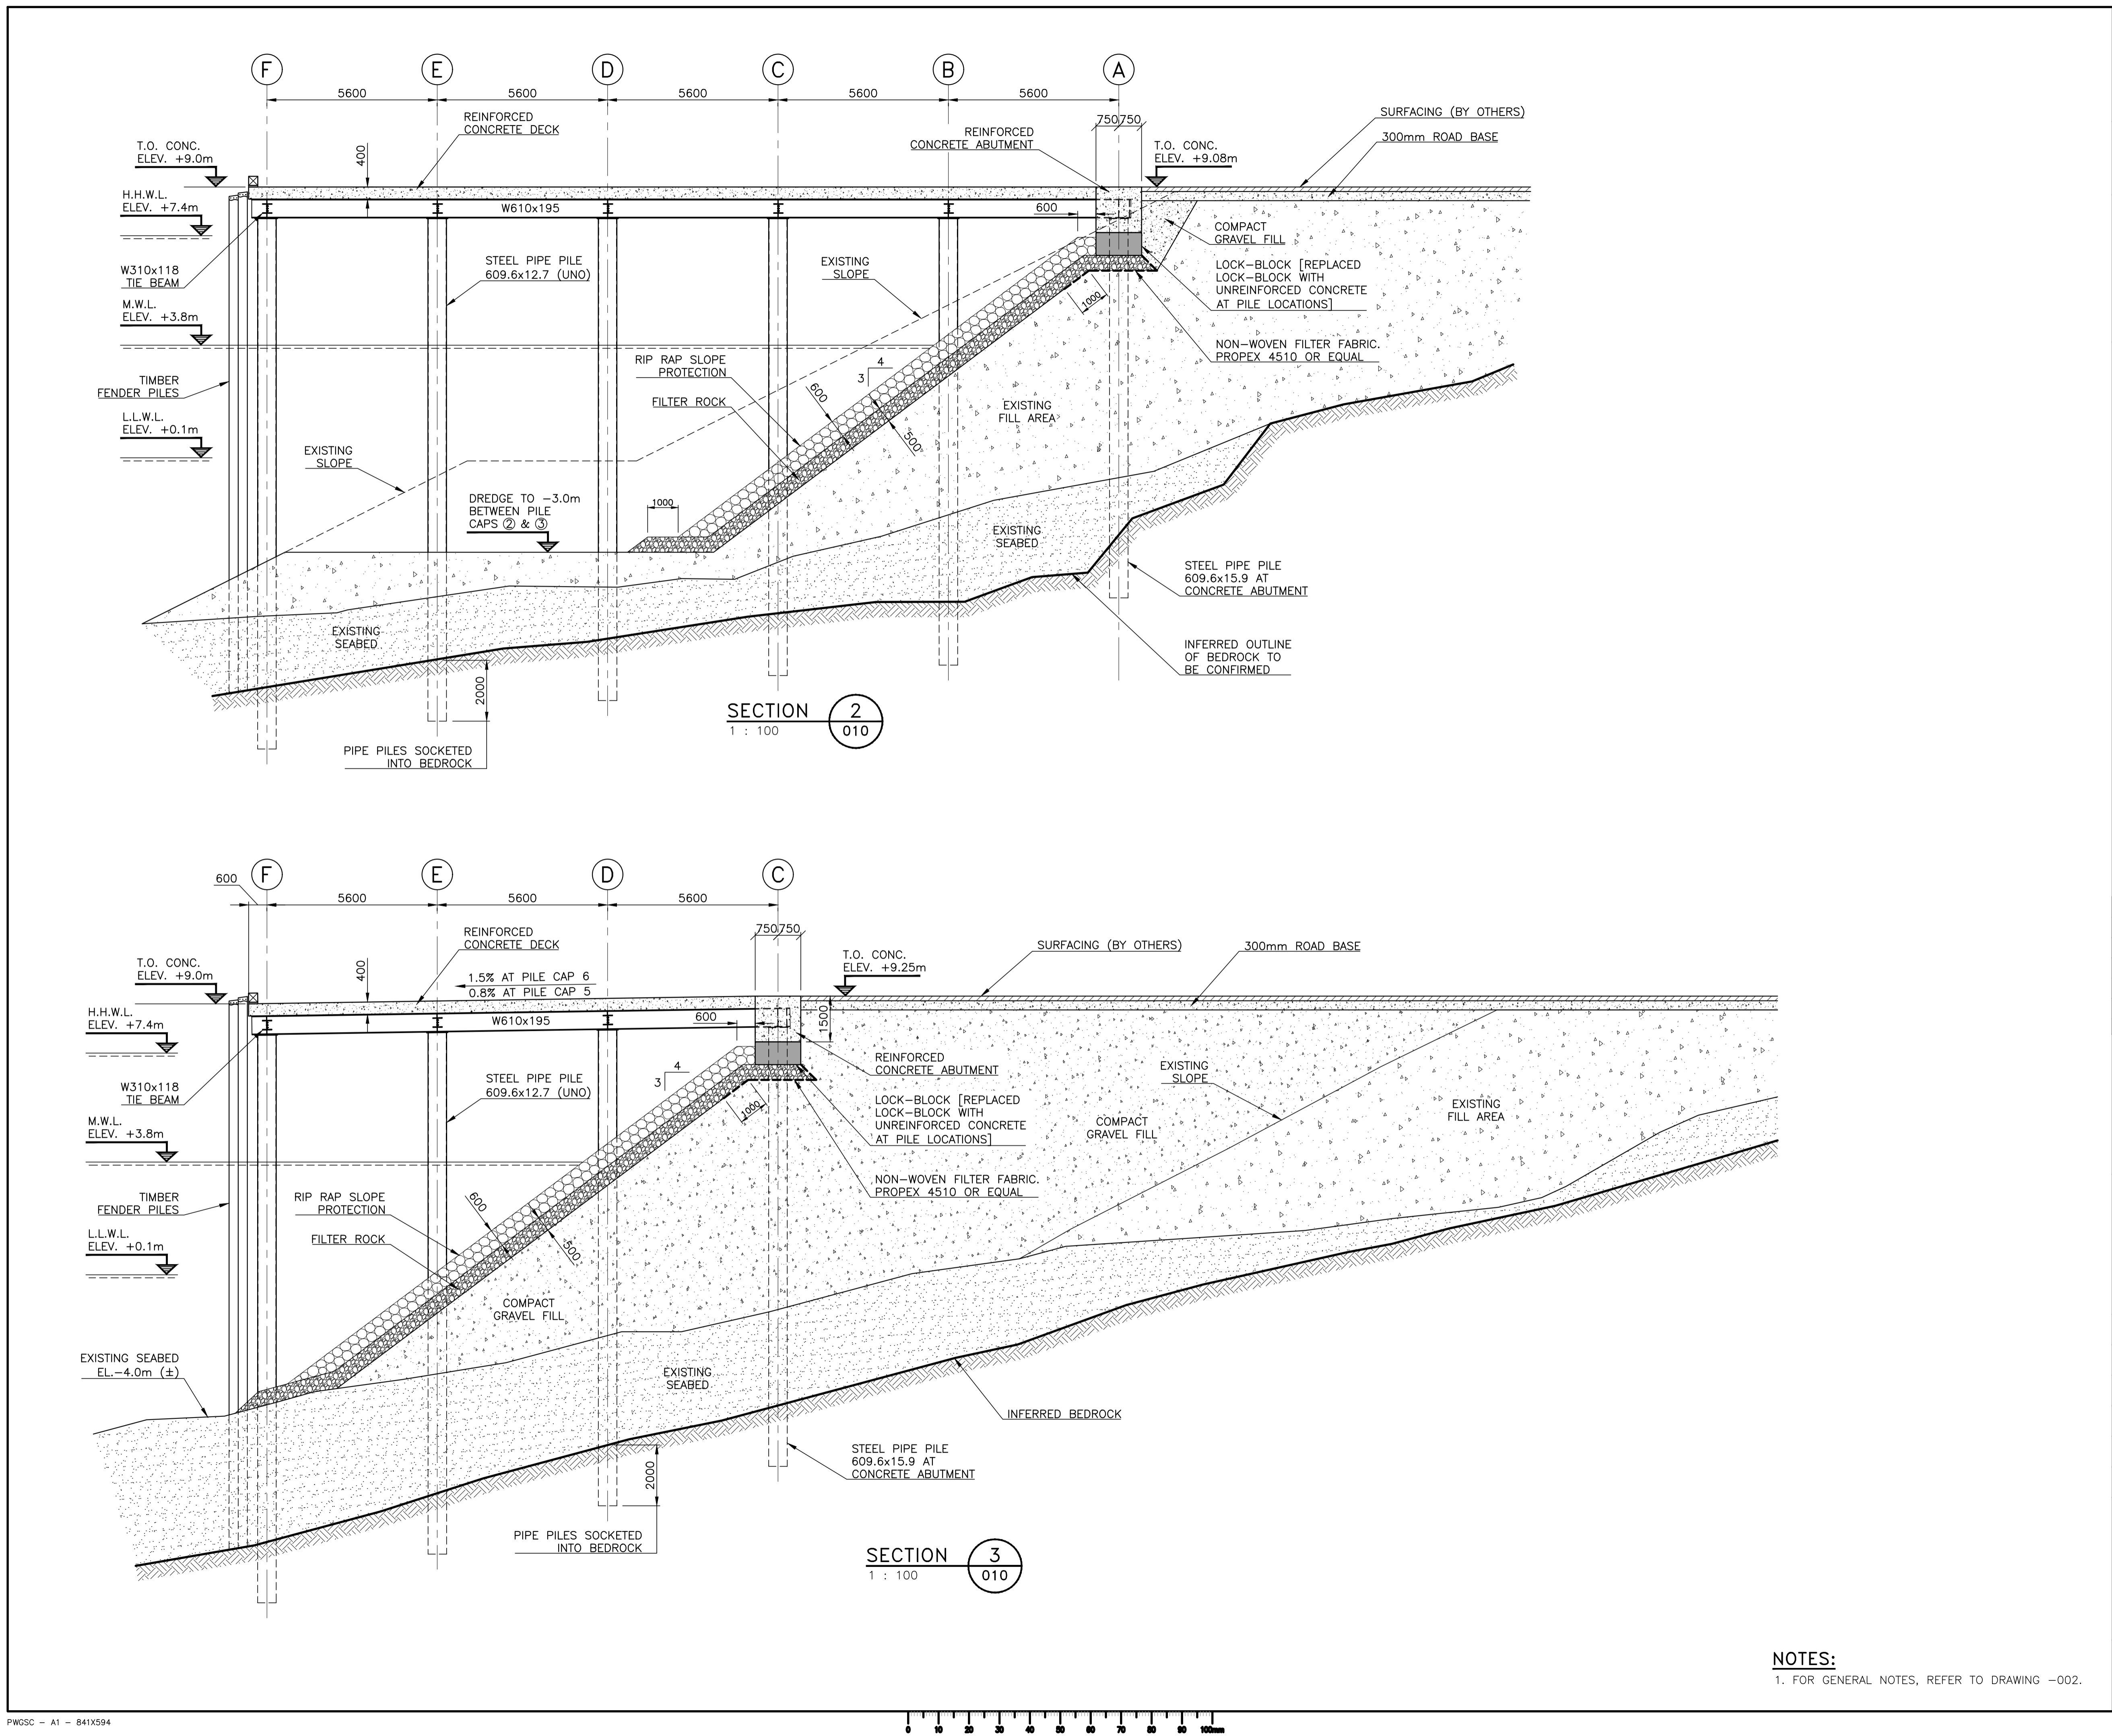 F
E
D
C
B
A
5600
5600
5600
5600
5600
REINFORCED
CONCRETE DECK
REINFORCED
CONCRETE ABUTMENT
750
750
SURFACING (BY OTHERS)
300mm ROAD BASE
T.O. CONC.
ELEV. +9.0m
400
T.O. CONC.
ELEV. +9.08m
H.H.W.L.
ELEV. +7.4m
W610x195
600
COMPACT
GRAVEL FILL
W310x118
TIE BEAM
STEEL PIPE PILE
609.6x12.7 (UNO)
EXISTING
SLOPE
LOCK-BLOCK [REPLACED
LOCK-BLOCK WITH
UNREINFORCED CONCRETE
AT PILE LOCATIONS]
1000
M.W.L.
ELEV. +3.8m
NON-WOVEN FILTER FABRIC.
PROPEX 4510 OR EQUAL
RIP RAP SLOPE
PROTECTION
4
3
TIMBER
FENDER PILES
FILTER ROCK
600
500
EXISTING
FILL AREA
L.L.W.L.
ELEV. +0.1m
EXISTING
SLOPE
DREDGE TO -3.0m
BETWEEN PILE
CAPS ② & ③
1000
EXISTING
SEABED
STEEL PIPE PILE
609.6x15.9 AT
CONCRETE ABUTMENT
EXISTING
SEABED
INFERRED OUTLINE
OF BEDROCK TO
BE CONFIRMED
2000
PIPE PILES SOCKETED
INTO BEDROCK
SECTION
1 : 100
2
010
F
E
D
C
600
5600
5600
5600
REINFORCED
CONCRETE DECK
750
750
SURFACING (BY OTHERS)
300mm ROAD BASE
T.O. CONC.
ELEV. +9.0m
400
1.5% AT PILE CAP 6
0.8% AT PILE CAP 5
T.O. CONC.
ELEV. +9.25m
H.H.W.L.
ELEV. +7.4m
W610x195
600
1500
W310x118
TIE BEAM
STEEL PIPE PILE
609.6x12.7 (UNO)
4
3
REINFORCED
CONCRETE ABUTMENT
EXISTING
SLOPE
1000
LOCK-BLOCK [REPLACED
LOCK-BLOCK WITH
UNREINFORCED CONCRETE
AT PILE LOCATIONS]
COMPACT
GRAVEL FILL
EXISTING
FILL AREA
M.W.L.
ELEV. +3.8m
NON-WOVEN FILTER FABRIC.
PROPEX 4510 OR EQUAL
TIMBER
FENDER PILES
RIP RAP SLOPE
PROTECTION
600
FILTER ROCK
500
L.L.W.L.
ELEV. +0.1m
COMPACT
GRAVEL FILL
EXISTING SEABED
EL.-4.0m (±)
EXISTING
SEABED
INFERRED BEDROCK
STEEL PIPE PILE
609.6x15.9 AT
CONCRETE ABUTMENT
2000
PIPE PILES SOCKETED
INTO BEDROCK
SECTION
1 : 100
3
010
NOTES:
1. FOR GENERAL NOTES, REFER TO DRAWING -002.
PWGSC - A1 - 841X594
0 10 20 30 40 50 60 70 80 90 100mm